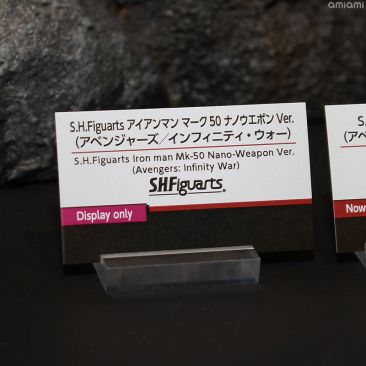 amiami
S.H.Figuarts アイアンマン マーク50 ナノウエポン Ver.
(アベンジャーズ／インフィニティ・ウォー)
S.H.Figuarts Iron man Mk-50 Nano-Weapon Ver.
(Avengers: Infinity War)
S.H.Figuarts
Display only
S.
(ア
S.
Now